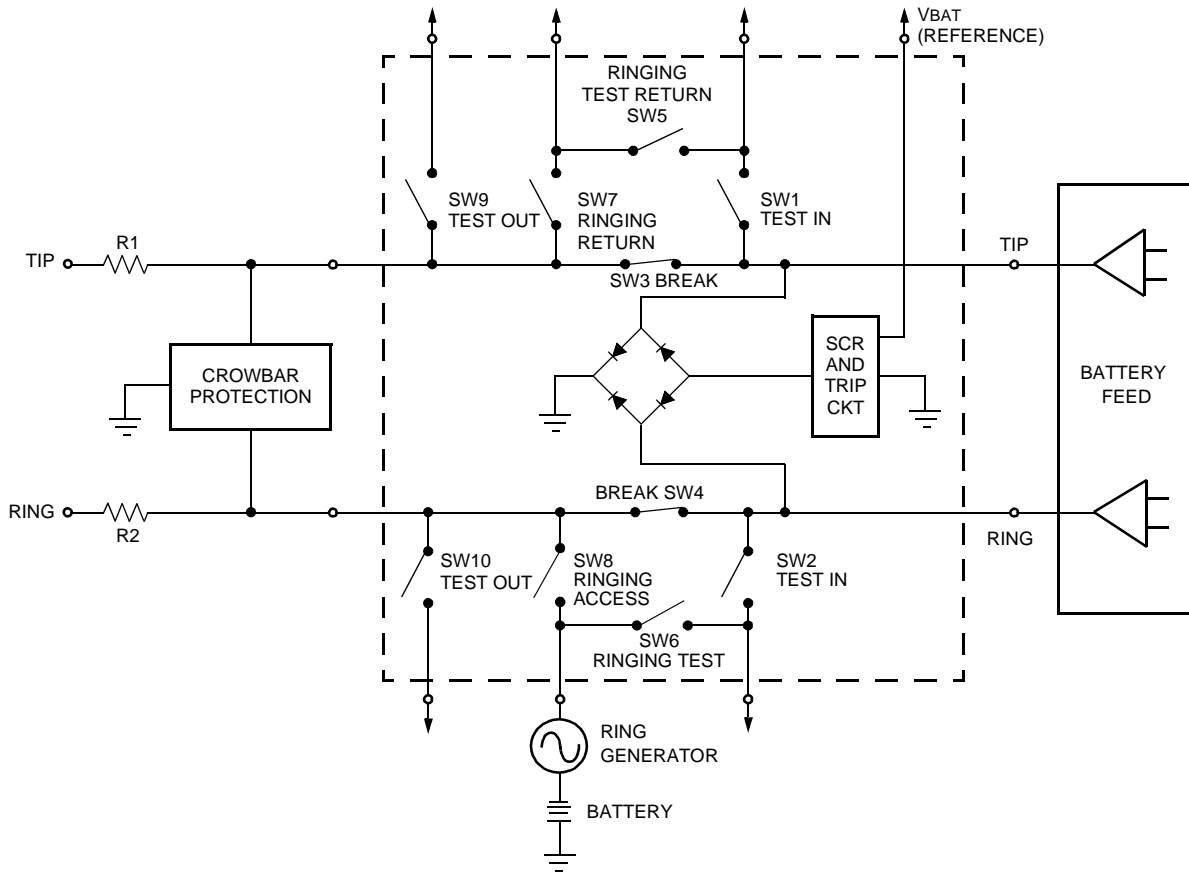 VBAT
(REFERENCE)
RINGING
TEST RETURN
SW5
SW9
TEST OUT
SW7
RINGING
RETURN
SW1
TEST IN
R1
TIP
SW3 BREAK
TIP
CROWBAR
PROTECTION
SCR
AND
TRIP
CKT
BATTERY
FEED
RING
R2
BREAK SW4
RING
SW10
TEST OUT
SW8
RINGING
ACCESS
SW2
TEST IN
SW6
RINGING TEST
RING
GENERATOR
BATTERY